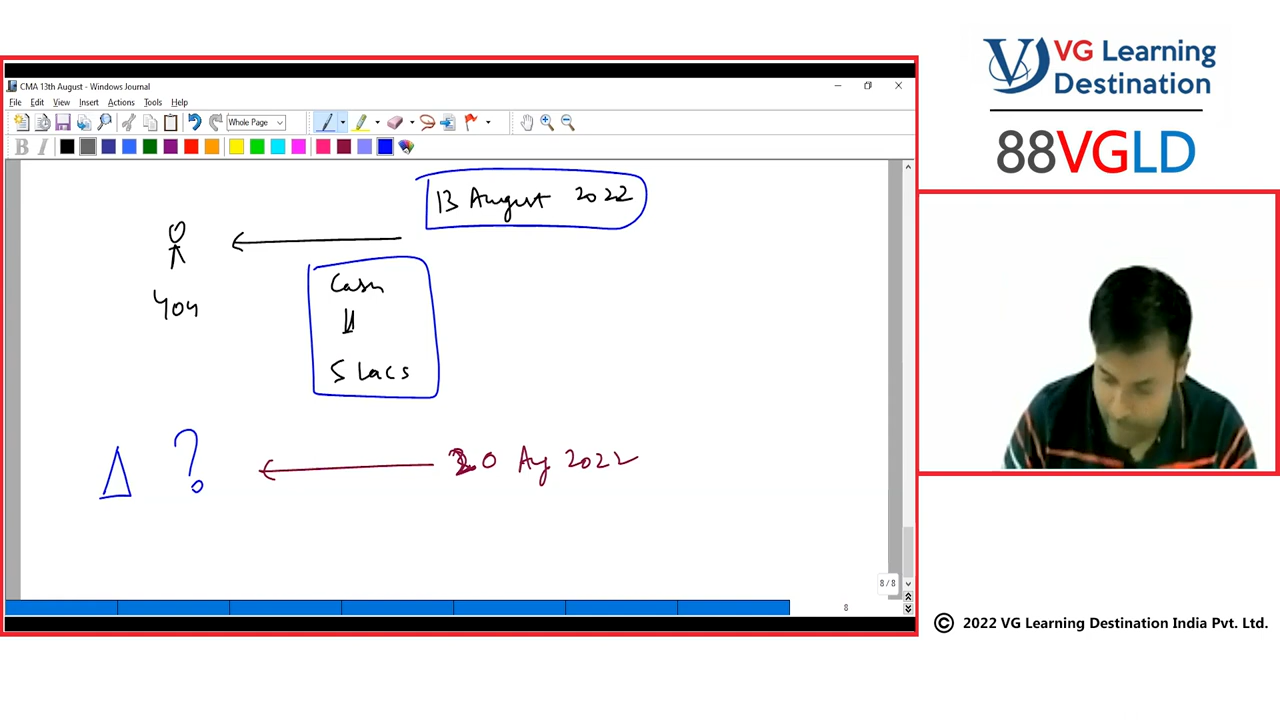 CMA 13th August - Windows Journal
File Edit View Insert Actions Tools Help
Whole Page
B I
13 August 2022
You
Cash
5 Lacs
Δ ?
20 Aug 2022
8 / 8
8
VG Learning
Destination
88VGLD
© 2022 VG Learning Destination India Pvt. Ltd.